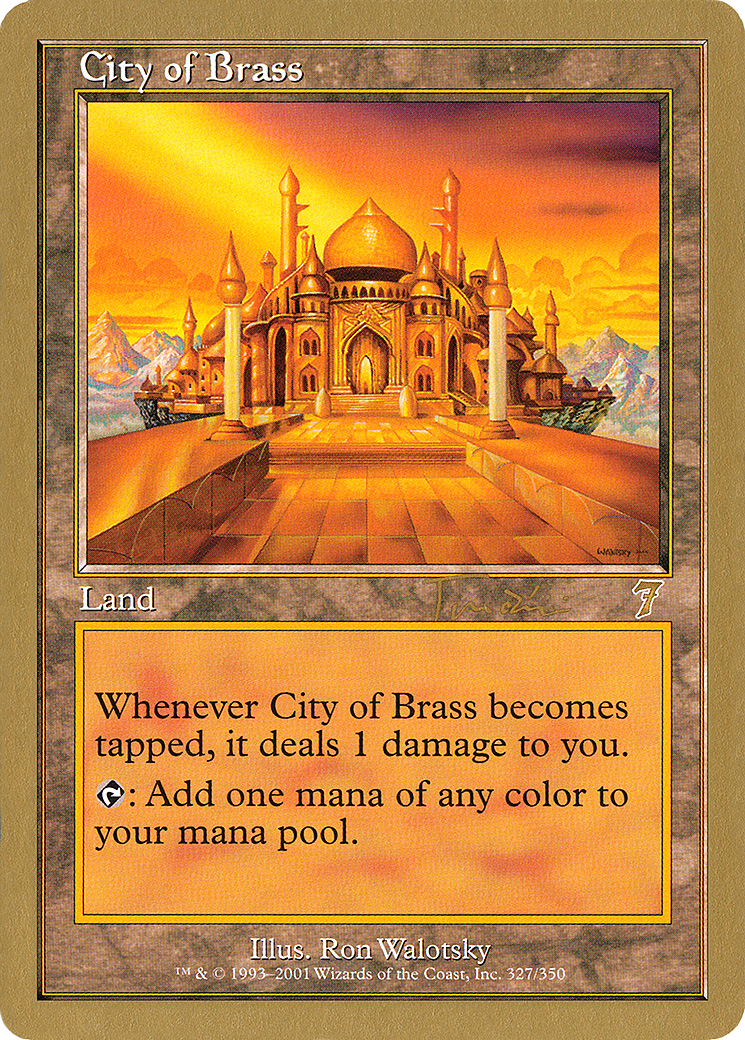 City of Brass
WALOTSKY
Land
7
Whenever City of Brass becomes
tapped, it deals 1 damage to you.
: Add one mana of any color to
your mana pool.
Illus. Ron Walotsky
™ & © 1993–2001 Wizards of the Coast, Inc. 327/350